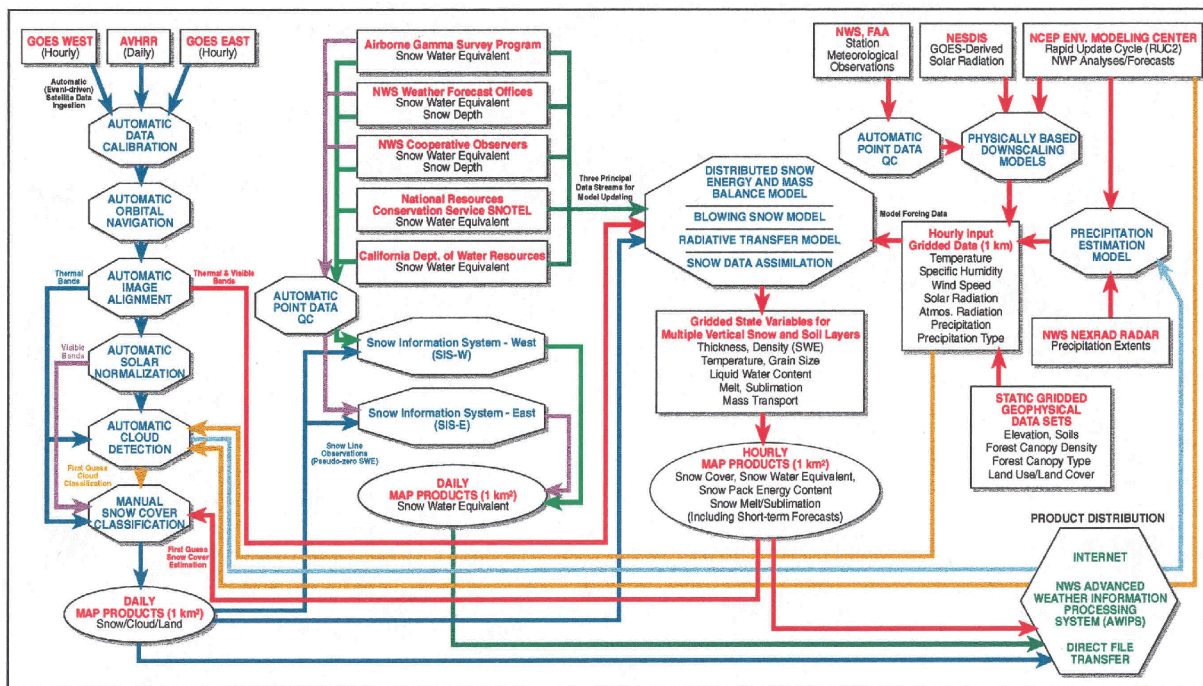 GOES WEST
(Hourly)
AVHRR
(Daily)
GOES EAST
(Hourly)
Automatic
(Event-driven)
Satellite Data
Ingestion
AUTOMATIC
DATA
CALIBRATION
AUTOMATIC
ORBITAL
NAVIGATION
Thermal
Bands
AUTOMATIC
IMAGE
ALIGNMENT
Thermal & Visible
Bands
Visible
Bands
AUTOMATIC
SOLAR
NORMALIZATION
AUTOMATIC
CLOUD
DETECTION
First Guess
Cloud
Classification
MANUAL
SNOW COVER
CLASSIFICATION
First Guess
Snow Cover
Estimation
DAILY
MAP PRODUCTS (1 km²)
Snow/Cloud/Land
Airborne Gamma Survey Program
Snow Water Equivalent
NWS Weather Forecast Offices
Snow Water Equivalent
Snow Depth
NWS Cooperative Observers
Snow Water Equivalent
Snow Depth
National Resources
Conservation Service SNOTEL
Snow Water Equivalent
California Dept. of Water Resources
Snow Water Equivalent
AUTOMATIC
POINT DATA
QC
Snow Information System - West
(SIS-W)
Snow Information System - East
(SIS-E)
Snow Line
Observations
(Pseudo-zero SWE)
DAILY
MAP PRODUCTS (1 km²)
Snow Water Equivalent
Three Principal
Data Streams for
Model Updating
DISTRIBUTED SNOW
ENERGY AND MASS
BALANCE MODEL
BLOWING SNOW MODEL
RADIATIVE TRANSFER MODEL
SNOW DATA ASSIMILATION
Gridded State Variables for
Multiple Vertical Snow and Soil Layers
Thickness, Density (SWE)
Temperature, Grain Size
Liquid Water Content
Melt, Sublimation
Mass Transport
HOURLY
MAP PRODUCTS (1 km²)
Snow Cover, Snow Water Equivalent,
Snow Pack Energy Content
Snow Melt/Sublimation
(Including Short-term Forecasts)
NWS, FAA
Station
Meteorological
Observations
NESDIS
GOES-Derived
Solar Radiation
NCEP ENV. MODELING CENTER
Rapid Update Cycle (RUC2)
NWP Analyses/Forecasts
AUTOMATIC
POINT DATA
QC
PHYSICALLY BASED
DOWNSCALING
MODELS
Model Forcing Data
Hourly Input
Gridded Data (1 km)
Temperature
Specific Humidity
Wind Speed
Solar Radiation
Atmos. Radiation
Precipitation
Precipitation Type
PRECIPITATION
ESTIMATION
MODEL
NWS NEXRAD RADAR
Precipitation Extents
STATIC GRIDDED
GEOPHYSICAL
DATA SETS
Elevation, Soils
Forest Canopy Density
Forest Canopy Type
Land Use/Land Cover
PRODUCT DISTRIBUTION
INTERNET
NWS ADVANCED
WEATHER INFORMATION
PROCESSING
SYSTEM (AWIPS)
DIRECT FILE
TRANSFER